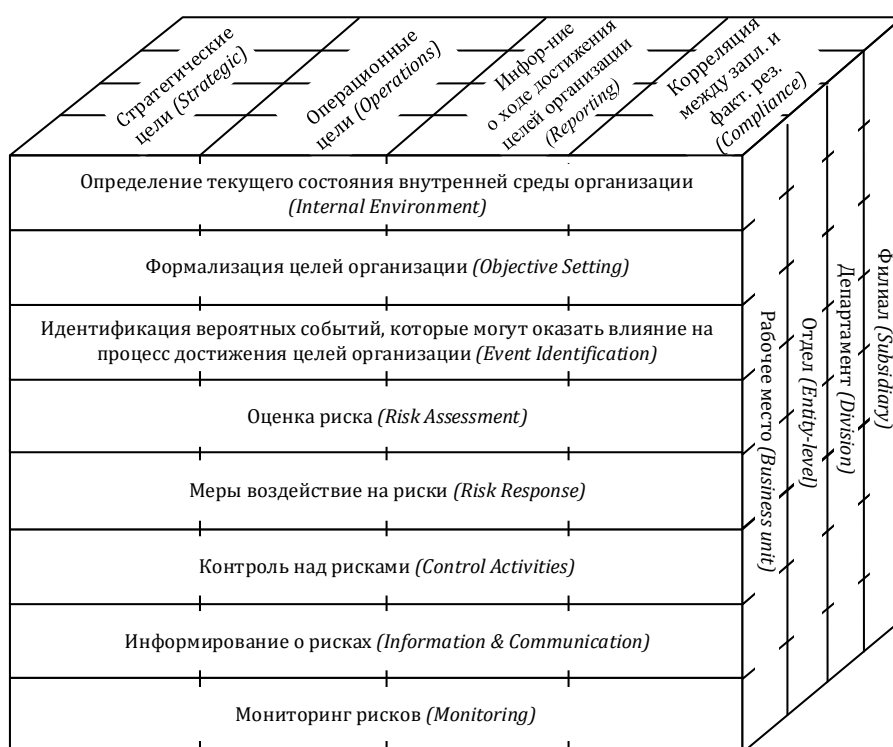 Стратегические
цели (Strategic)
Операционные
цели (Operations)
Инфор-ние
о ходе достижения
целей организации
(Reporting)
Корреляция
между запл. и
факт. рез.
(Compliance)
Определение текущего состояния внутренней среды организации
(Internal Environment)
Формализация целей организации (Objective Setting)
Идентификация вероятных событий, которые могут оказать влияние на
процесс достижения целей организации (Event Identification)
Оценка риска (Risk Assessment)
Меры воздействие на риски (Risk Response)
Контроль над рисками (Control Activities)
Информирование о рисках (Information & Communication)
Мониторинг рисков (Monitoring)
Рабочее место (Business unit)
Отдел (Entity-level)
Департамент (Division)
Филиал (Subsidiary)